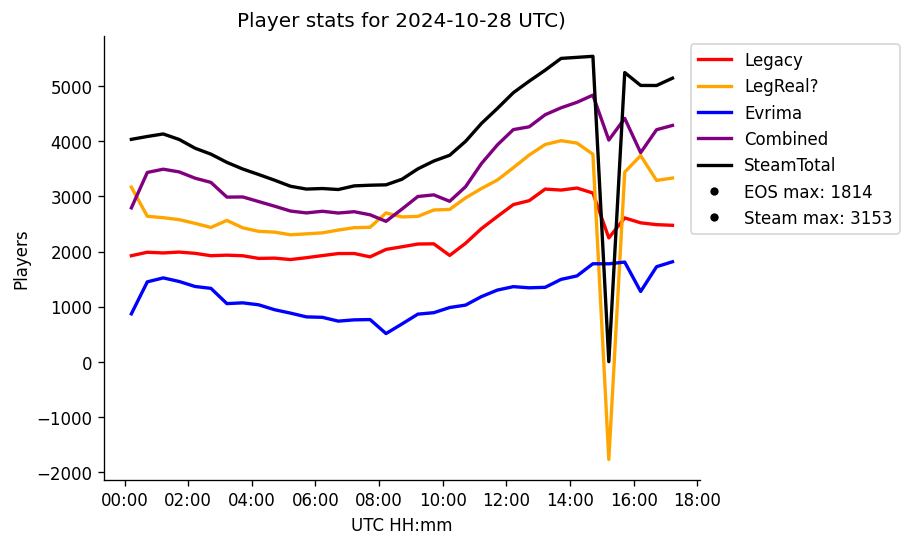 Player stats for 2024-10-28 UTC)
Players
5000
4000
3000
2000
1000
0
−1000
−2000
00:00 02:00 04:00 06:00 08:00 10:00 12:00 14:00 16:00 18:00
UTC HH:mm
Legacy
LegReal?
Evrima
Combined
SteamTotal
EOS max: 1814
Steam max: 3153